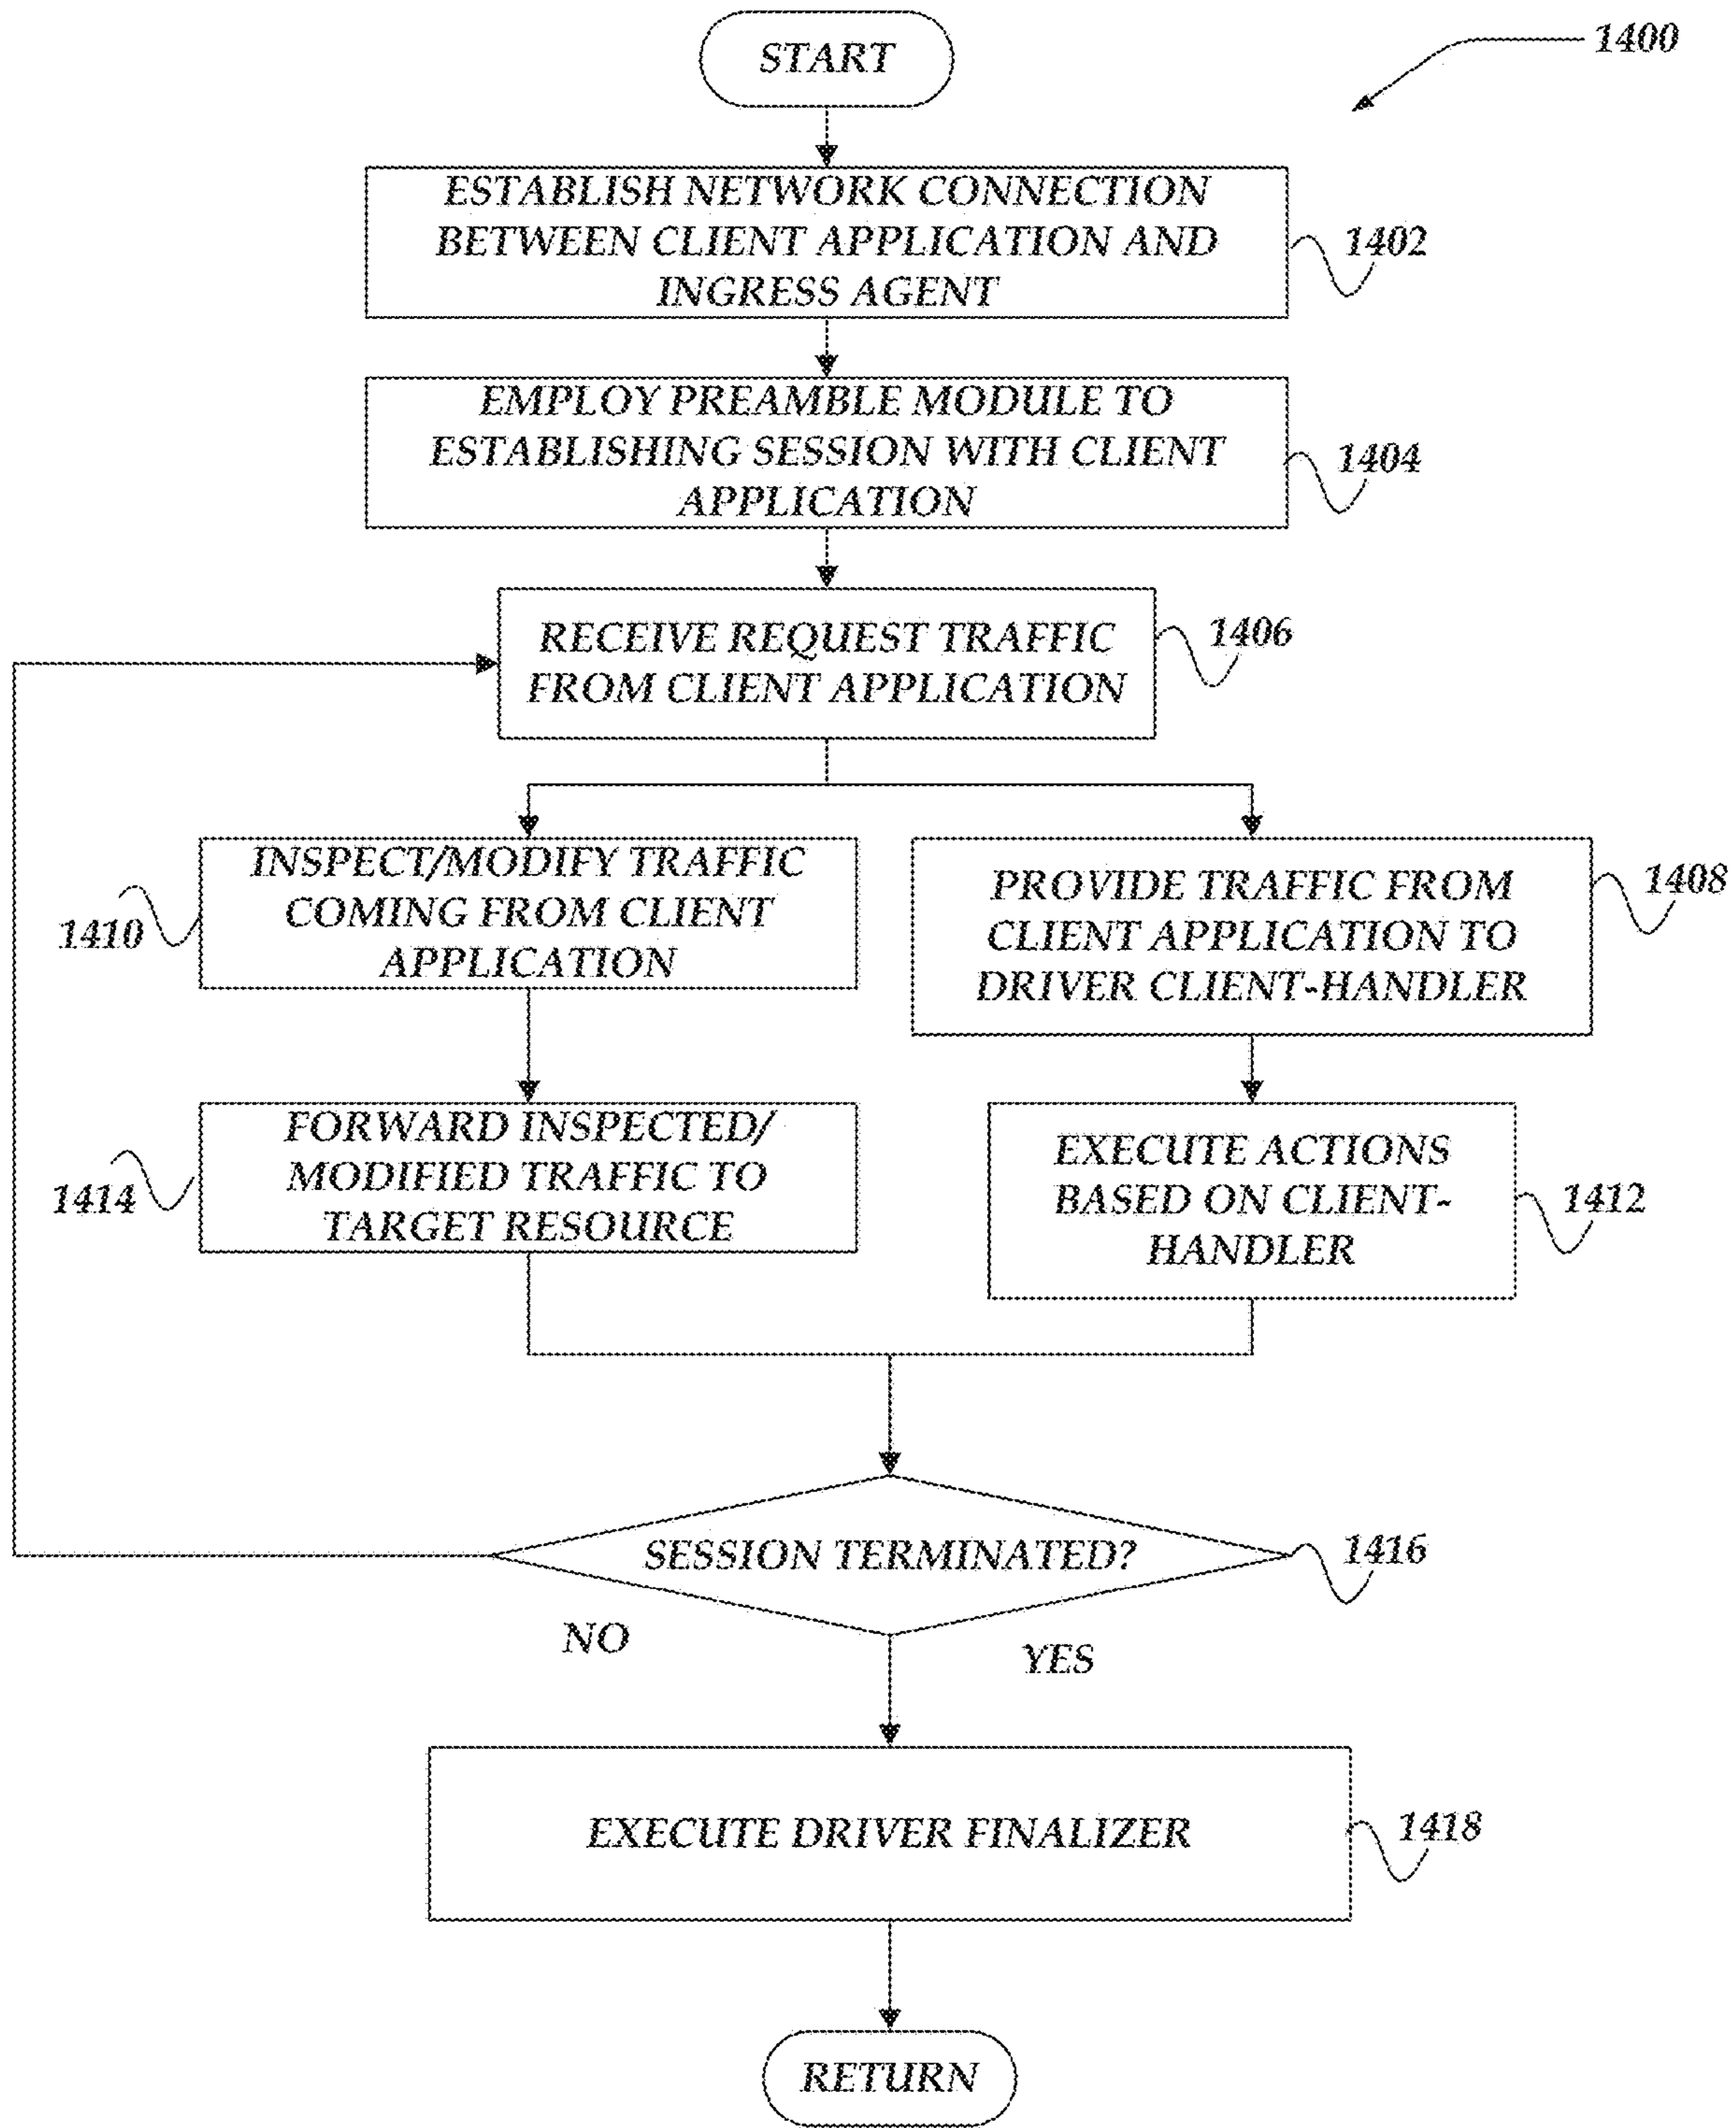 START
1400
ESTABLISH NETWORK CONNECTION
BETWEEN CLIENT APPLICATION AND
INGRESS AGENT
1402
EMPLOY PREAMBLE MODULE TO
ESTABLISHING SESSION WITH CLIENT
APPLICATION
1404
RECEIVE REQUEST TRAFFIC
FROM CLIENT APPLICATION
1406
INSPECT/MODIFY TRAFFIC
COMING FROM CLIENT
APPLICATION
1410
PROVIDE TRAFFIC FROM
CLIENT APPLICATION TO
DRIVER CLIENT-HANDLER
1408
FORWARD INSPECTED/
MODIFIED TRAFFIC TO
TARGET RESOURCE
1414
EXECUTE ACTIONS
BASED ON CLIENT-
HANDLER
1412
SESSION TERMINATED?
1416
NO
YES
EXECUTE DRIVER FINALIZER
1418
RETURN